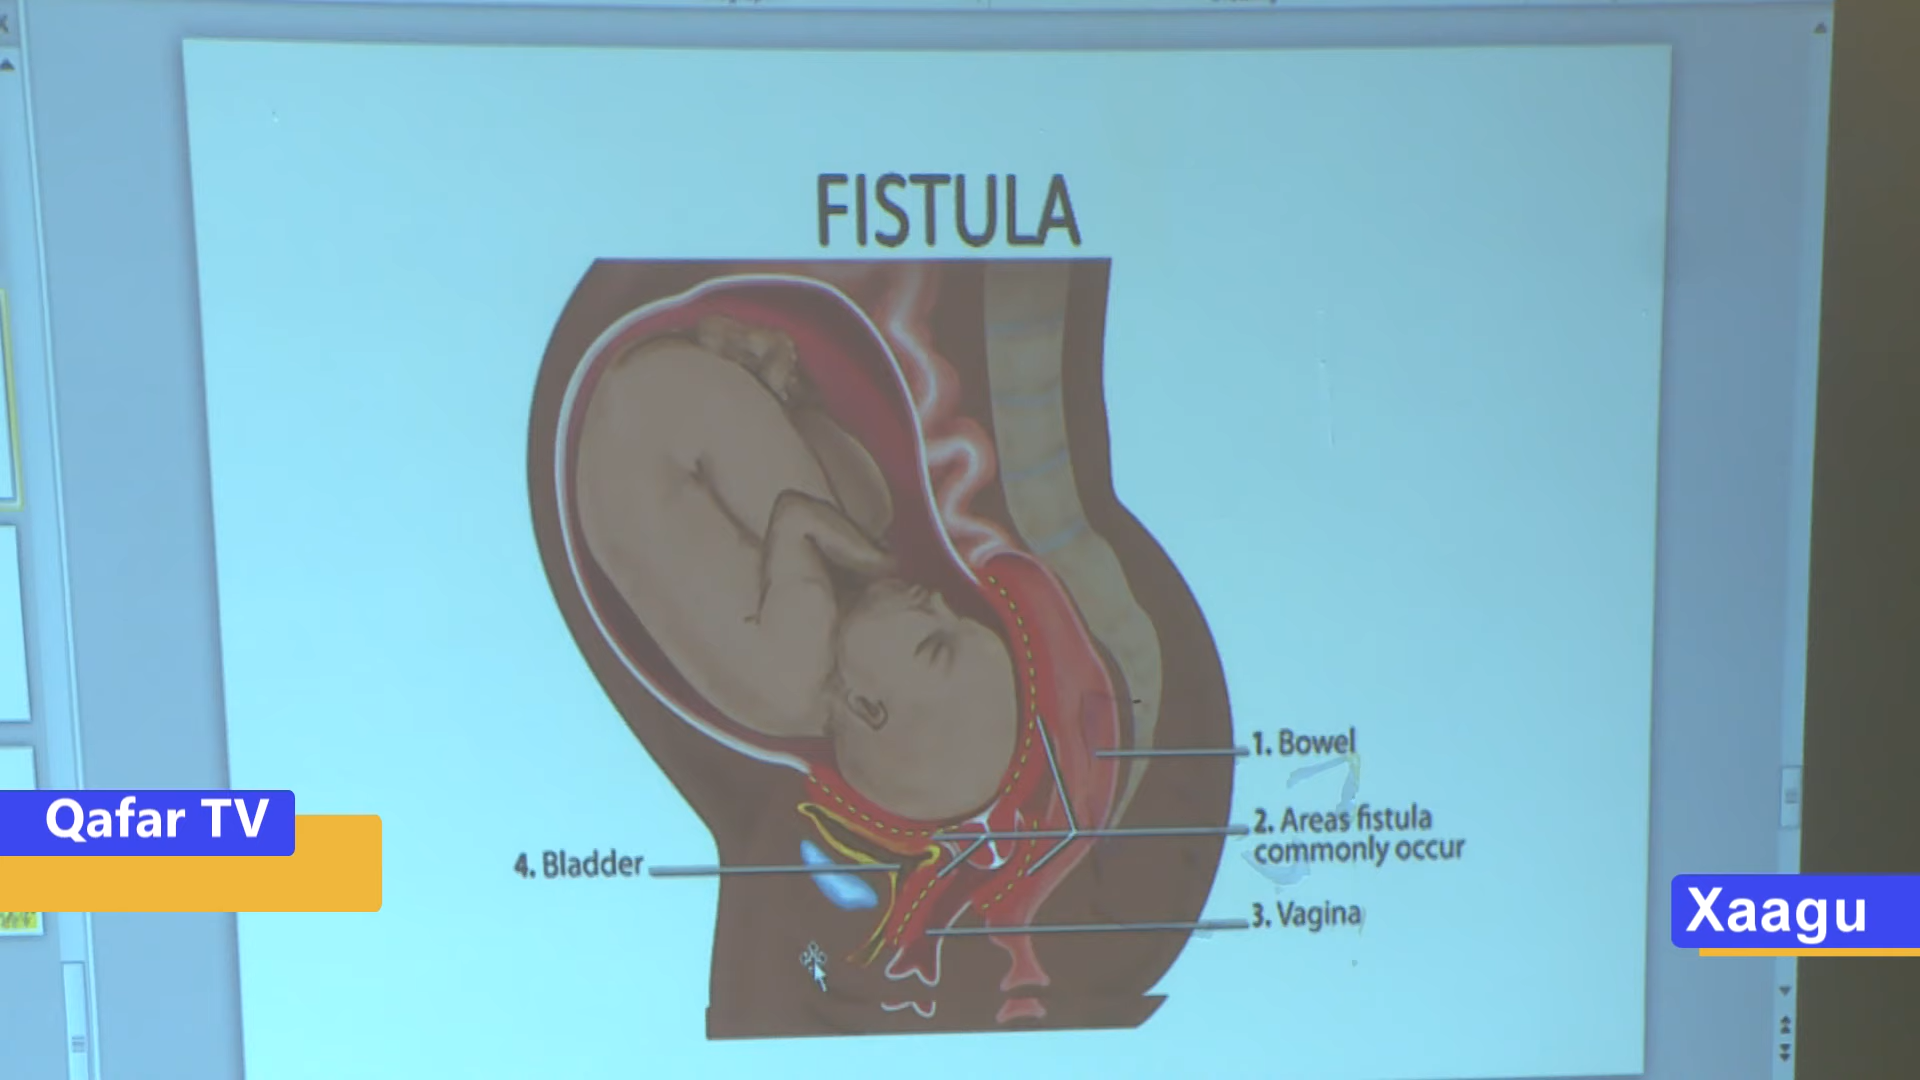 FISTULA
1. Bowel
2. Areas fistula
commonly occur
3. Vagina
4. Bladder
Qafar TV
Xaagu